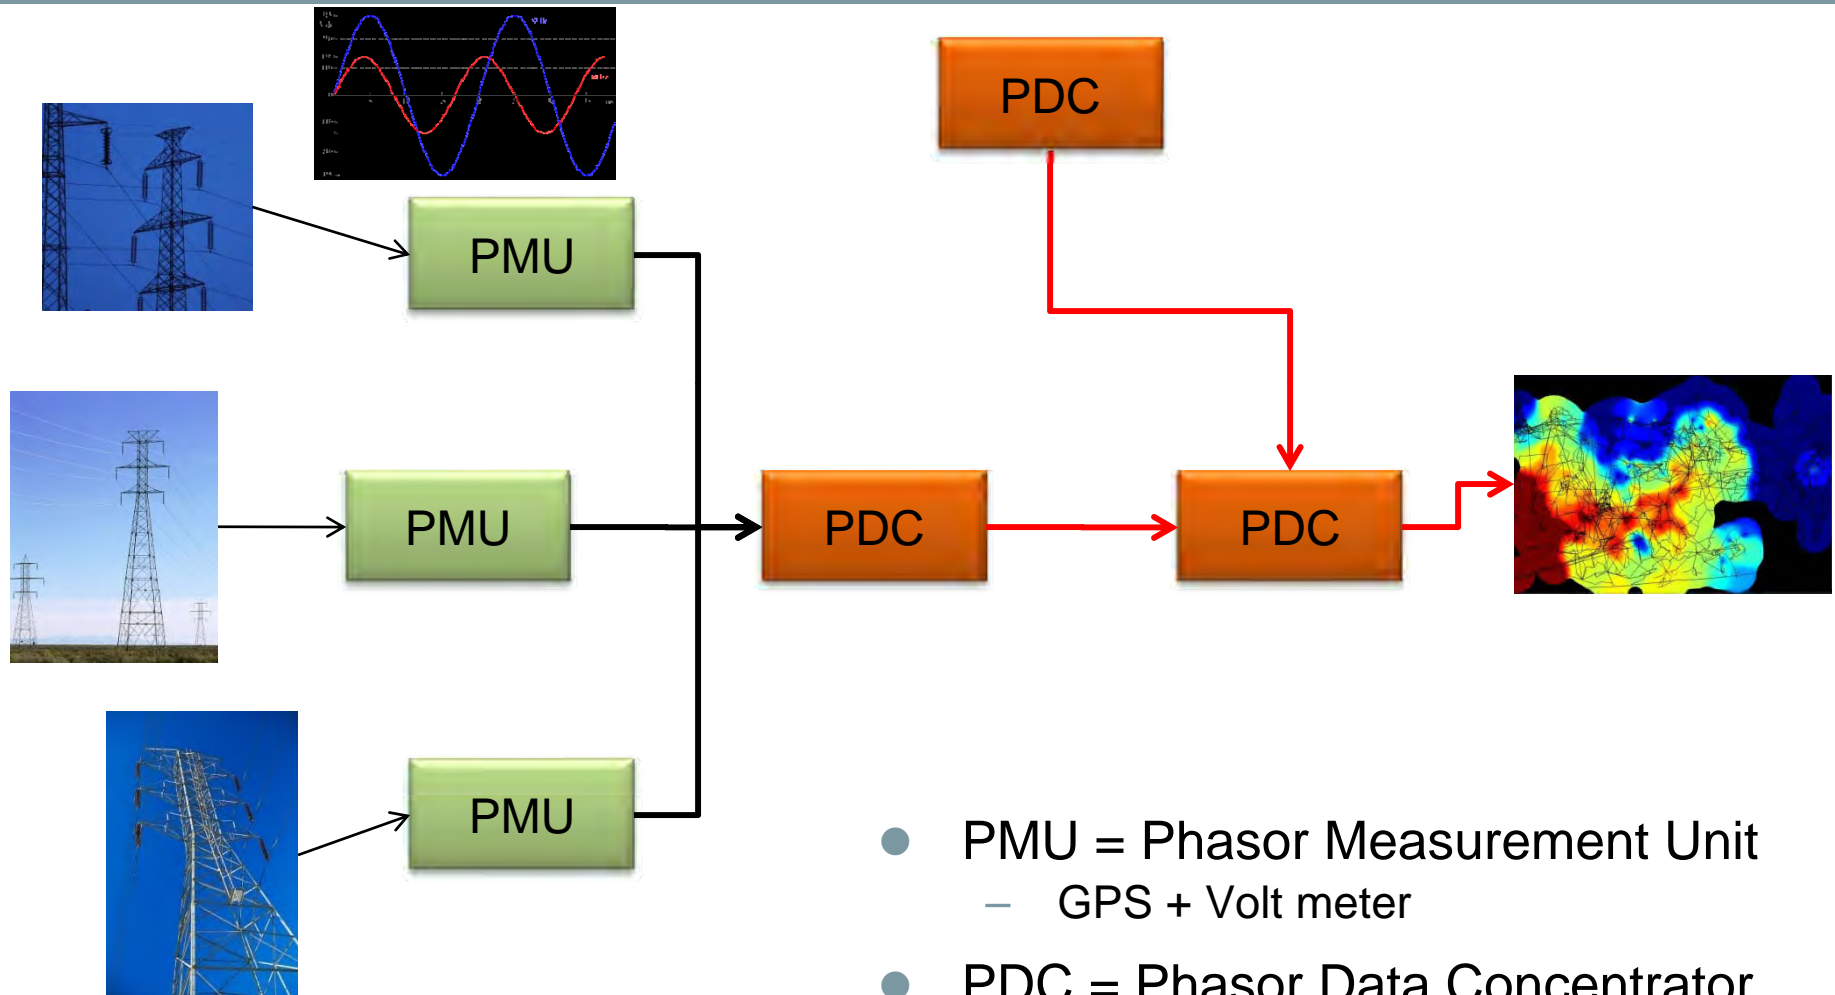 PDC
PMU
PMU
PDC
PDC
PMU
PMU = Phasor Measurement Unit
– GPS + Volt meter
PDC = Phasor Data Concentrator